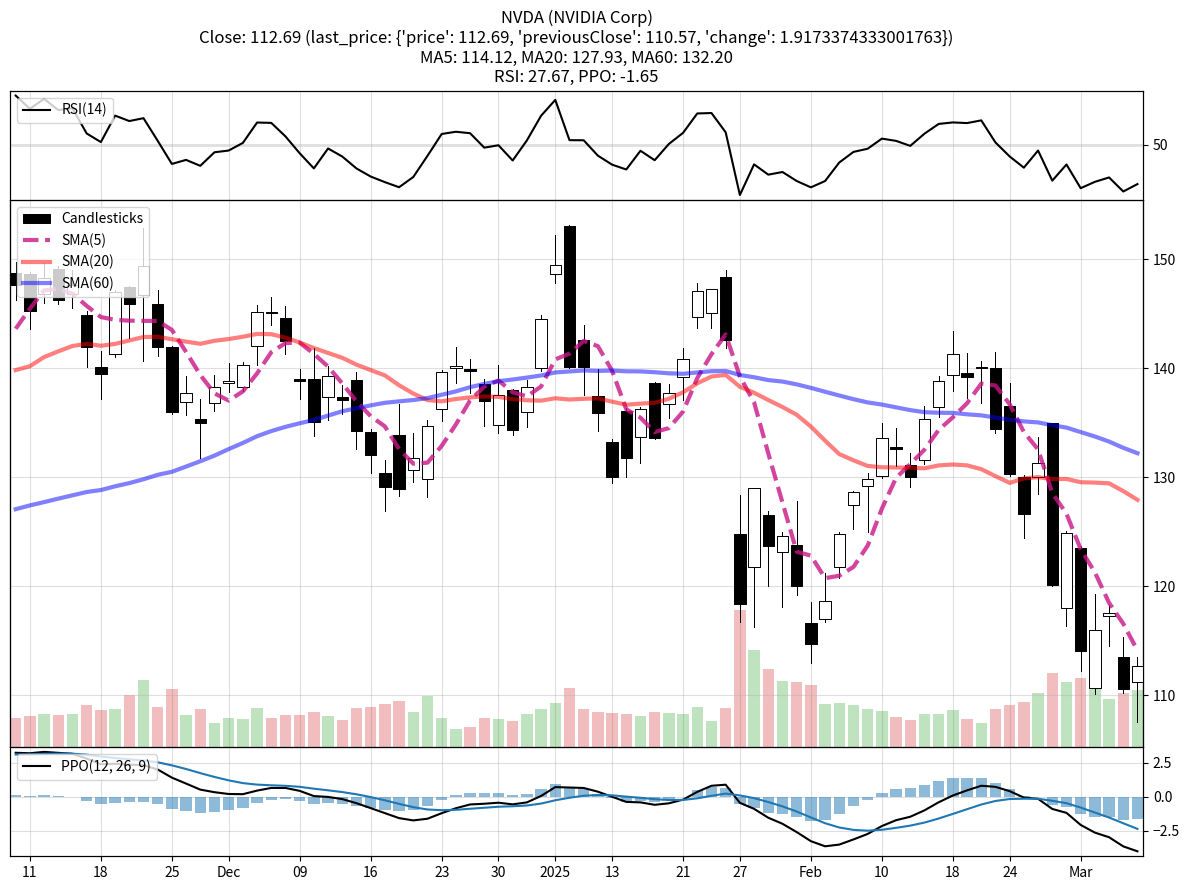 NVDA (NVIDIA Corp)
Close: 112.69 (last_price: {'price': 112.69, 'previousClose': 110.57, 'change': 1.9173374333001763})
MA5: 114.12, MA20: 127.93, MA60: 132.20
RSI: 27.67, PPO: -1.65
RSI(14)
50
Candlesticks
SMA(5)
SMA(20)
SMA(60)
150
140
130
120
110
PPO(12, 26, 9)
2.5
0.0
−2.5
11 18 25 Dec 09 16 23 30 2025 13 21 27 Feb 10 18 24 Mar